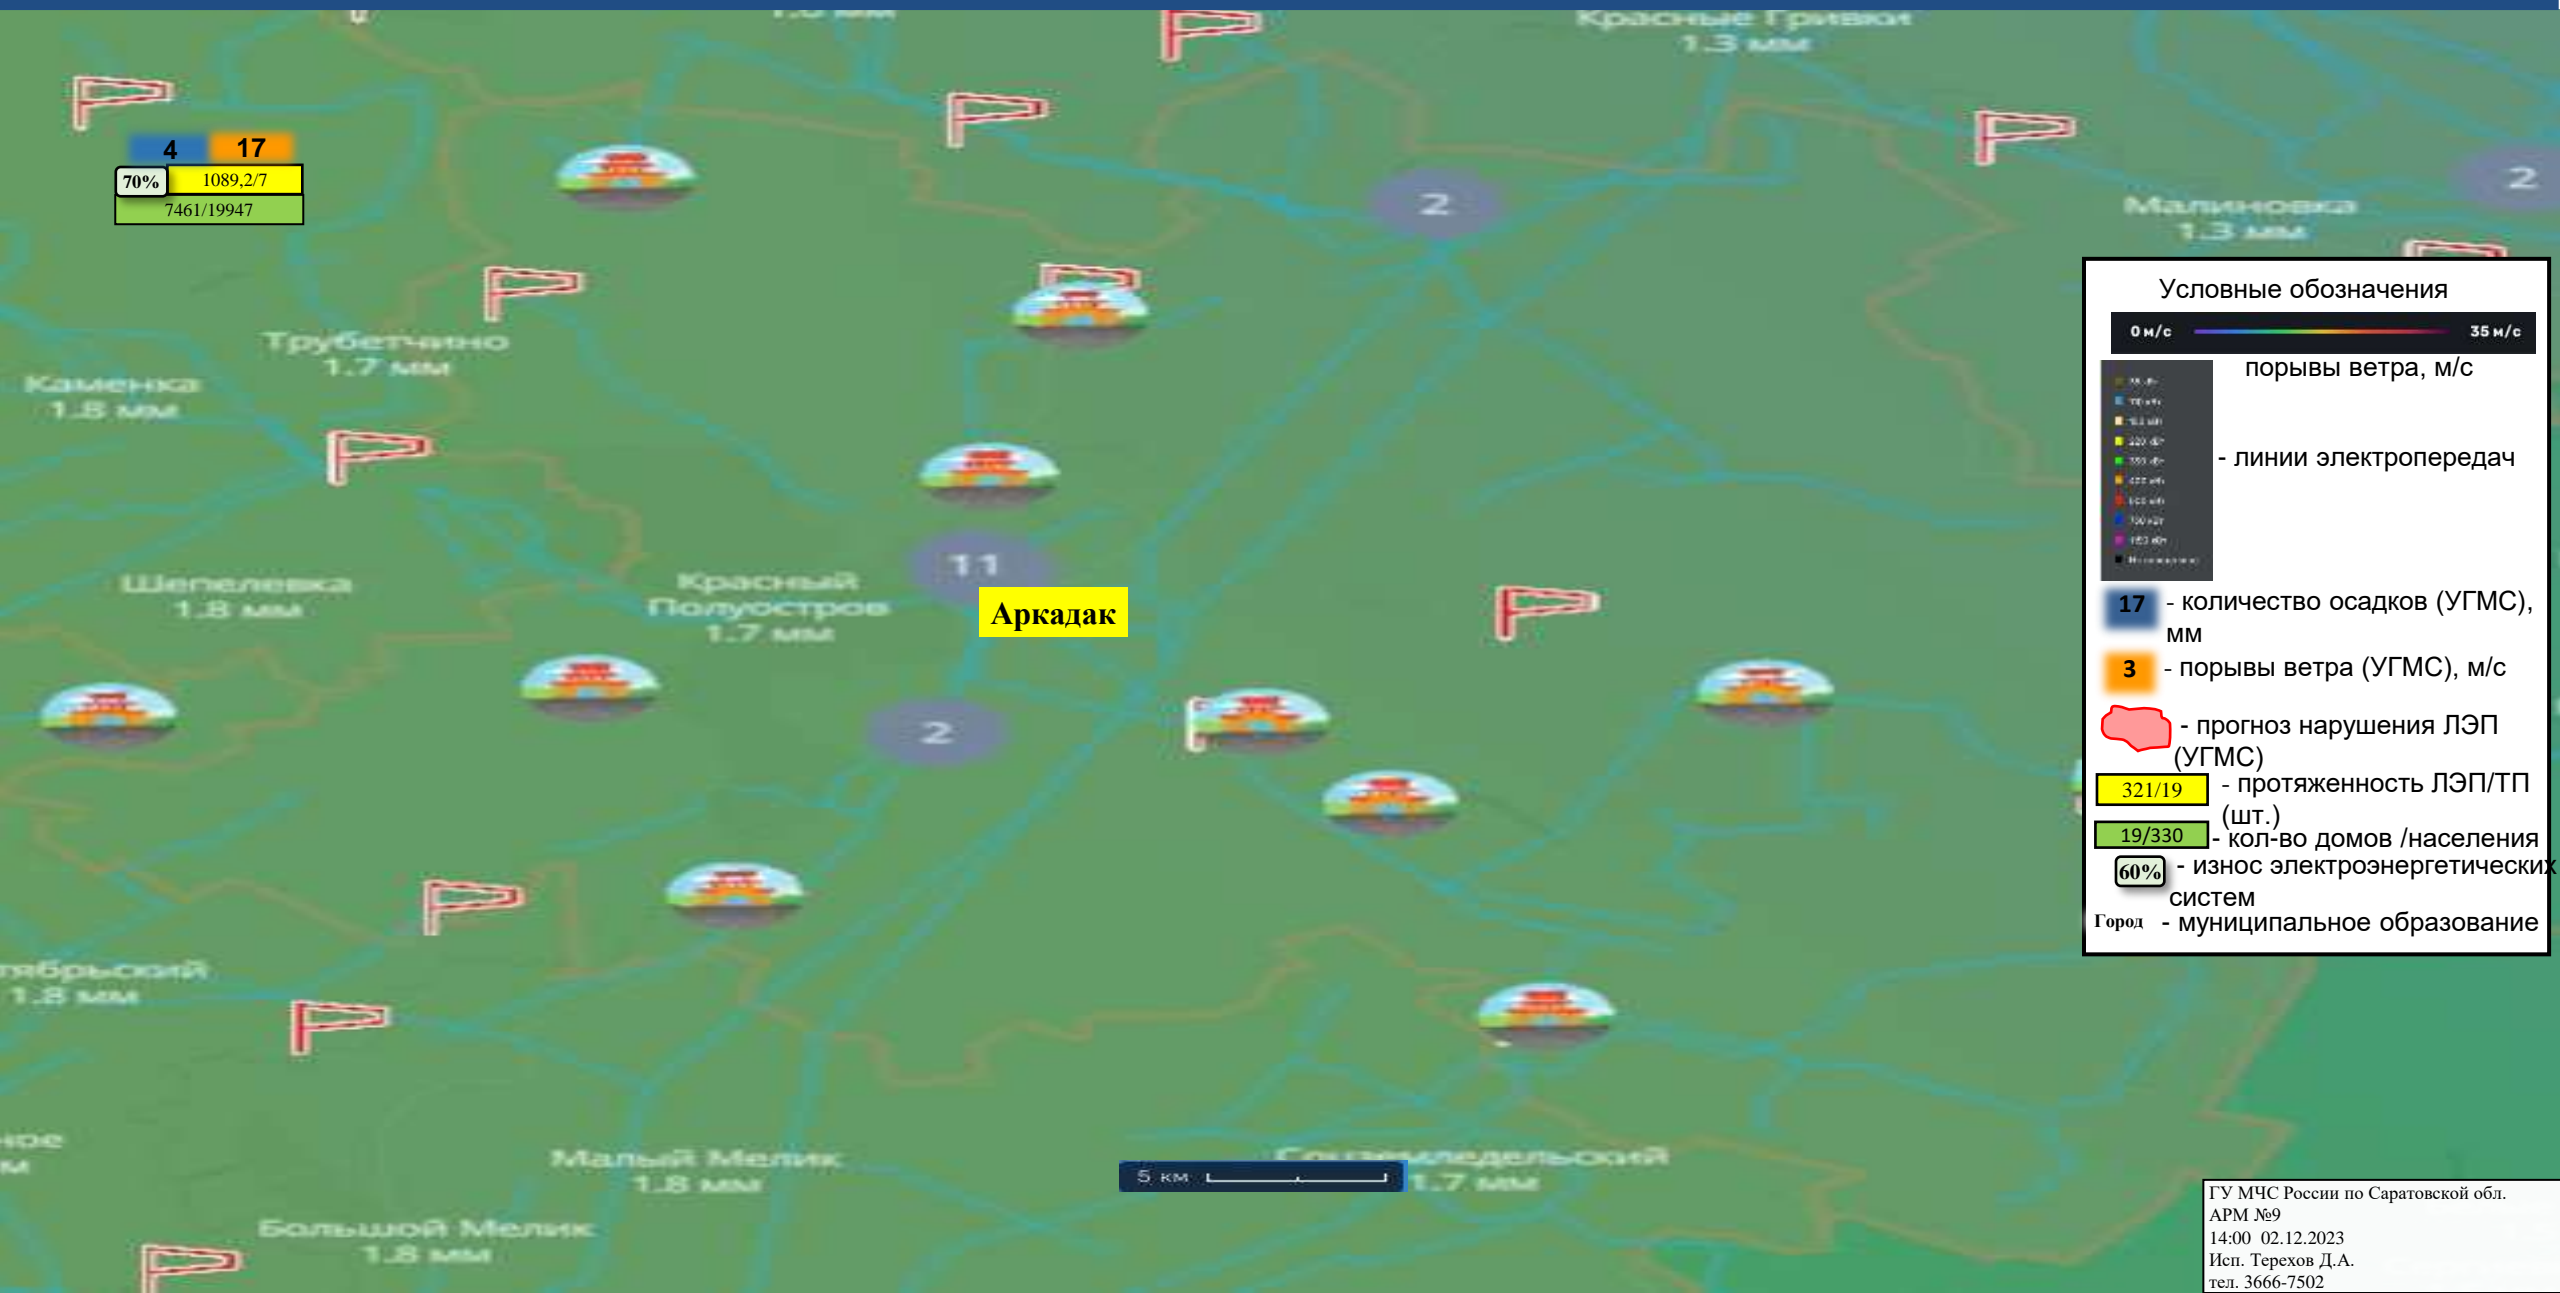 Красные Гривки
1.3 мм
4 17
70% 1089,2/7
7461/19947
2
2
Малиновка
1.3 мм
Трубетчино
1.7 мм
Каменка
1.8 мм
11
Шепелевка
1.8 мм
Красный
Полуостров
1.7 мм
Аркадак
2
тябрьский
1.8 мм
ное
м
Малый Мелик
1.8 мм
Большой Мелик
1.8 мм
5 км
1.7 мм
Условные обозначения
0 м/с 35 м/с
порывы ветра, м/с
- линии электропередач
17 - количество осадков (УГМС),
мм
3 - порывы ветра (УГМС), м/с
- прогноз нарушения ЛЭП
(УГМС)
321/19 - протяженность ЛЭП/ТП
(шт.)
19/330 - кол-во домов /населения
60% - износ электроэнергетических
систем
Город - муниципальное образование
ГУ МЧС России по Саратовской обл.
АРМ №9
14:00 02.12.2023
Исп. Терехов Д.А.
тел. 3666-7502